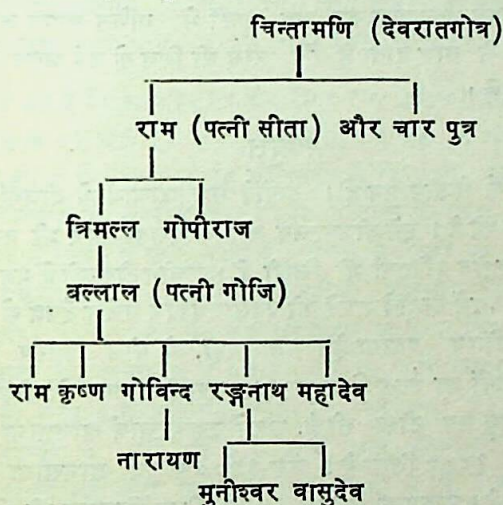 चिन्तामणि (देवरातगोत्र)
राम (पत्नी सीता) और चार पुत्र
त्रिमल्ल गोपीराज
बल्लाल (पत्नी गोजि)
राम कृष्ण गोविन्द रङ्गनाथ महादेव
नारायण
मुनीश्वर वासुदेव